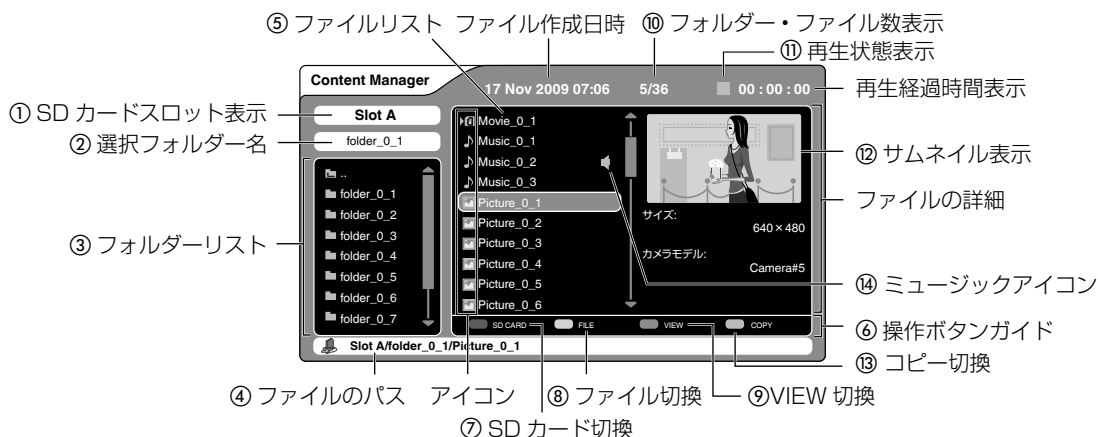 ⑤ ファイルリスト ファイル作成日時 ⑩ フォルダー・ファイル数表示
⑪ 再生状態表示
Content Manager
17 Nov 2009 07:06 5/36 00 : 00 : 00
再生経過時間表示
① SD カードスロット表示
Slot A
② 選択フォルダー名
folder_0_1
③ フォルダーリスト
..
folder_0_1
folder_0_2
folder_0_3
folder_0_4
folder_0_5
folder_0_6
folder_0_7
Movie_0_1
Music_0_1
Music_0_2
Music_0_3
Picture_0_1
Picture_0_2
Picture_0_3
Picture_0_4
Picture_0_5
Picture_0_6
⑫ サムネイル表示
ファイルの詳細
サイズ:
640 × 480
カメラモデル:
Camera#5
⑭ ミュージックアイコン
SD CARD FILE VIEW COPY
⑥ 操作ボタンガイド
Slot A/folder_0_1/Picture_0_1
⑬ コピー切換
④ ファイルのパス アイコン ⑧ ファイル切換 ⑨VIEW 切換
⑦ SD カード切換